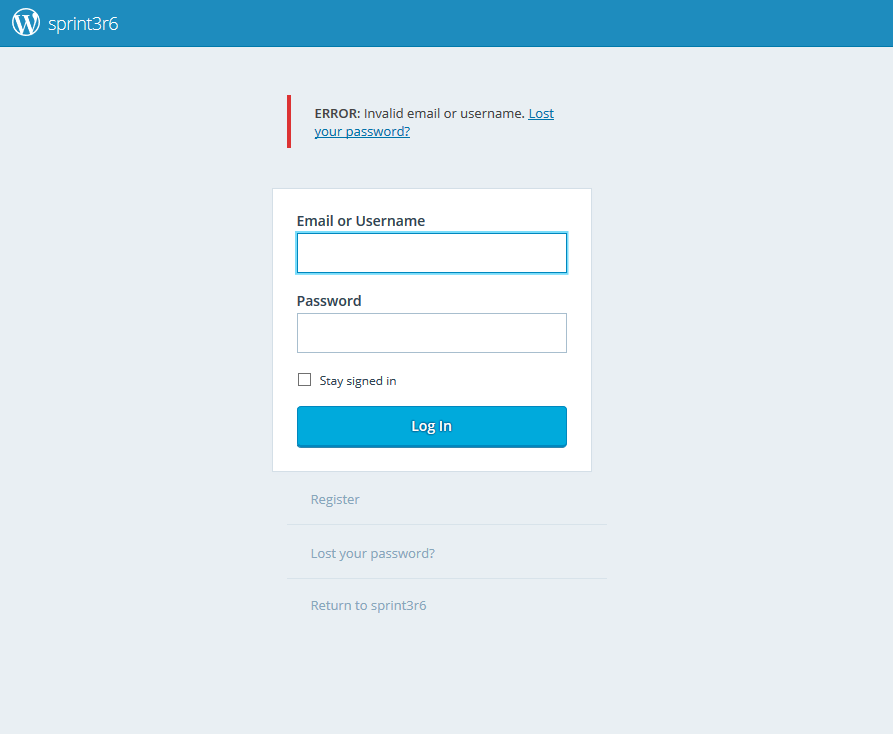 sprint3r6
ERROR: Invalid email or username. Lost
your password?
Email or Username
Password
Stay signed in
Log In
Register
Lost your password?
Return to sprint3r6